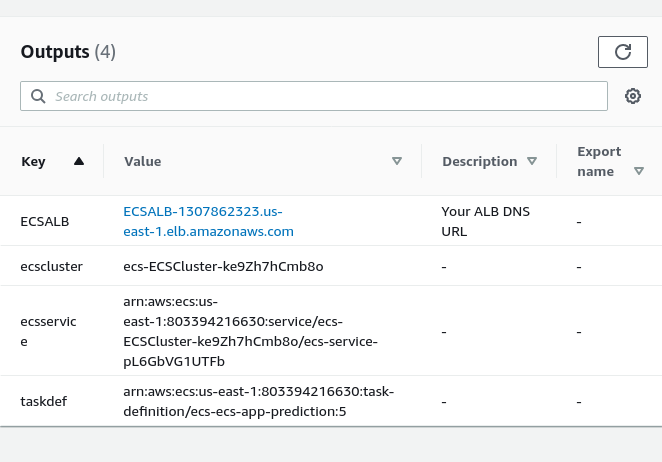 Outputs (4)
Search outputs
Key Value Description Export name
ECSALB ECSALB-1307862323.us-
east-1.elb.amazonaws.com Your ALB DNS
URL -
ecscluster ecs-ECSCluster-ke9Zh7hCmb8o - -
ecsservic
e arn:aws:ecs:us-
east-1:803394216630:service/ecs-
ECSCluster-ke9Zh7hCmb8o/ecs-service-
pL6GbVG1UTFb - -
taskdef arn:aws:ecs:us-east-1:803394216630:task-
definition/ecs-ecs-app-prediction:5 - -